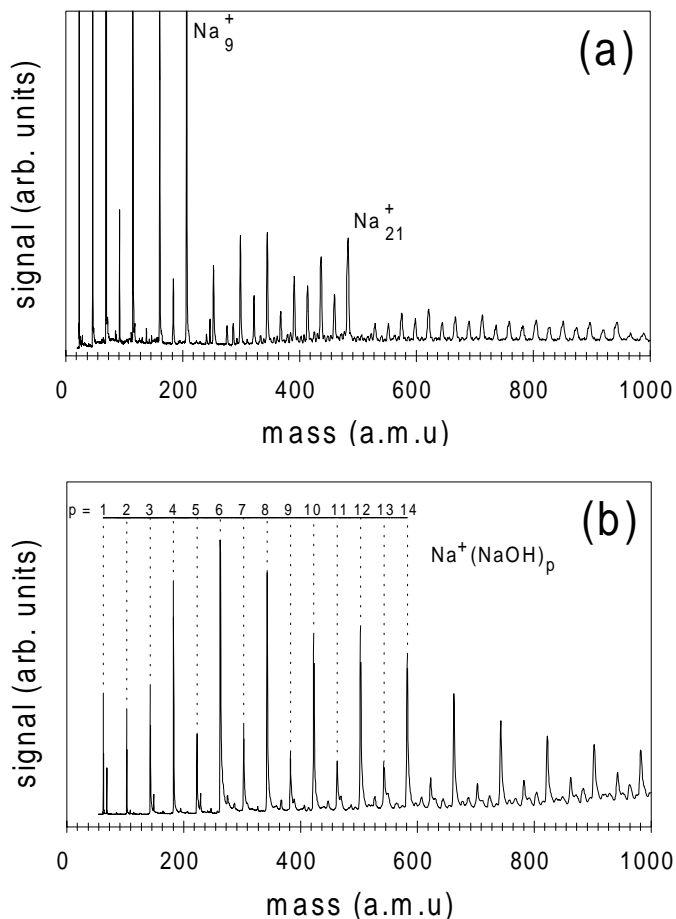 (a)
Na9+
Na21+
signal (arb. units)
0 200 400 600 800 1000
mass (a.m.u)
(b)
p = 1 2 3 4 5 6 7 8 9 10 11 12 13 14
Na+(NaOH)p
signal (arb. units)
0 200 400 600 800 1000
mass (a.m.u)